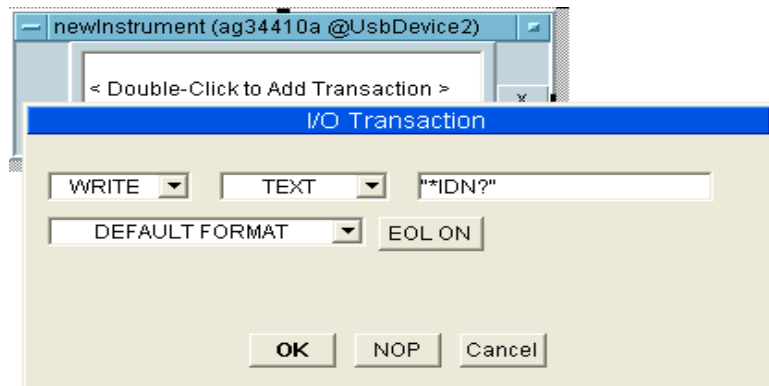 newInstrument (ag34410a @UsbDevice2)
< Double-Click to Add Transaction >
X
I/O Transaction
WRITE TEXT "*IDN?"
DEFAULT FORMAT EOL ON
OK NOP Cancel